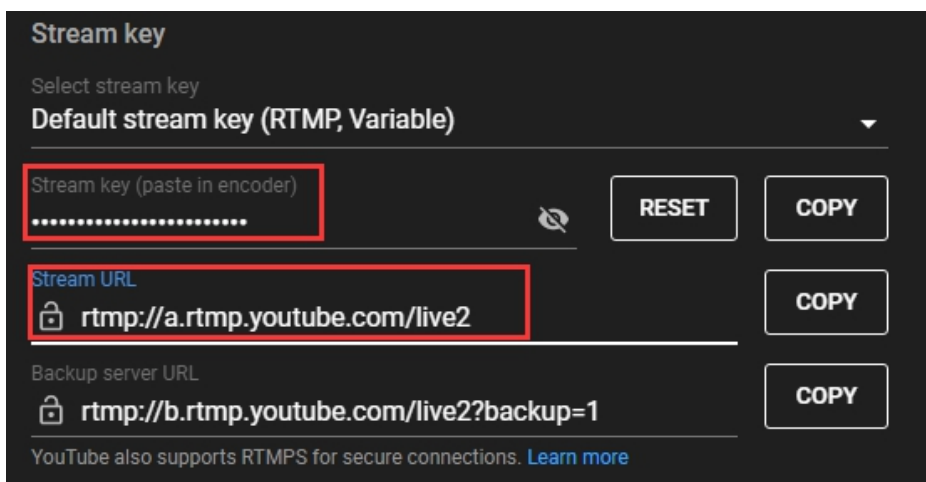 Stream key
Select stream key
Default stream key (RTMP, Variable)
Stream key (paste in encoder)
••••••••••••••••••••••••
RESET
COPY
Stream URL
rtmp://a.rtmp.youtube.com/live2
COPY
Backup server URL
rtmp://b.rtmp.youtube.com/live2?backup=1
COPY
YouTube also supports RTMPS for secure connections. Learn more